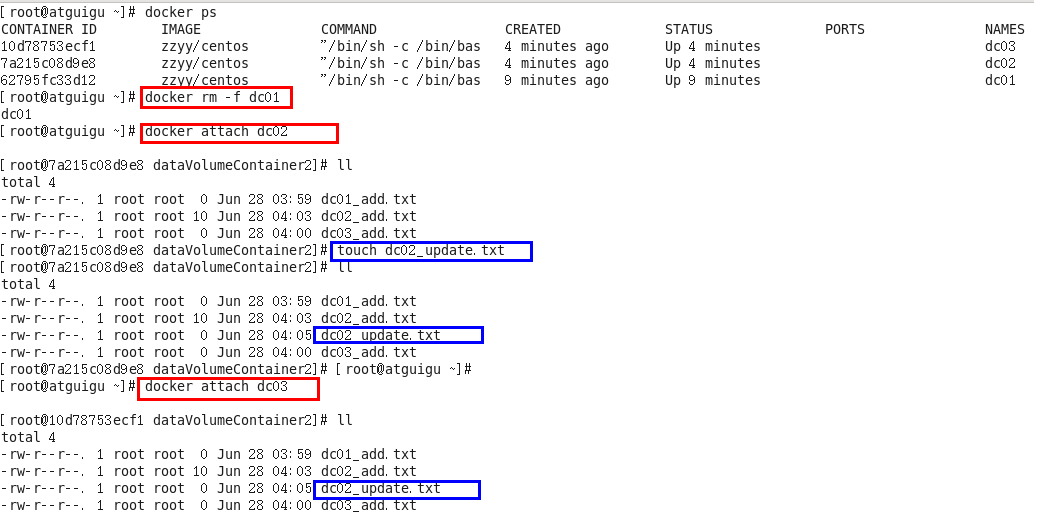 [root@atguigu ~]# docker ps
CONTAINER ID        IMAGE               COMMAND                CREATED             STATUS              PORTS               NAMES
10d78753ecf1        zzyy/centos         "/bin/sh -c /bin/bas   4 minutes ago       Up 4 minutes                            dc03
7a215c08d9e8        zzyy/centos         "/bin/sh -c /bin/bas   4 minutes ago       Up 4 minutes                            dc02
62795fc33d12        zzyy/centos         "/bin/sh -c /bin/bas   9 minutes ago       Up 9 minutes                            dc01
[root@atguigu ~]# docker rm -f dc01
dc01
[root@atguigu ~]# docker attach dc02
[root@7a215c08d9e8 dataVolumeContainer2]# ll
total 4
-rw-r--r--. 1 root root  0 Jun 28 03:59 dc01_add.txt
-rw-r--r--. 1 root root 10 Jun 28 04:03 dc02_add.txt
-rw-r--r--. 1 root root  0 Jun 28 04:00 dc03_add.txt
[root@7a215c08d9e8 dataVolumeContainer2]# touch dc02_update.txt
[root@7a215c08d9e8 dataVolumeContainer2]# ll
total 4
-rw-r--r--. 1 root root  0 Jun 28 03:59 dc01_add.txt
-rw-r--r--. 1 root root 10 Jun 28 04:03 dc02_add.txt
-rw-r--r--. 1 root root  0 Jun 28 04:05 dc02_update.txt
-rw-r--r--. 1 root root  0 Jun 28 04:00 dc03_add.txt
[root@7a215c08d9e8 dataVolumeContainer2]# [root@atguigu ~]#
[root@atguigu ~]# docker attach dc03
[root@10d78753ecf1 dataVolumeContainer2]# ll
total 4
-rw-r--r--. 1 root root  0 Jun 28 03:59 dc01_add.txt
-rw-r--r--. 1 root root 10 Jun 28 04:03 dc02_add.txt
-rw-r--r--. 1 root root  0 Jun 28 04:05 dc02_update.txt
-rw-r--r--. 1 root root  0 Jun 28 04:00 dc03_add.txt